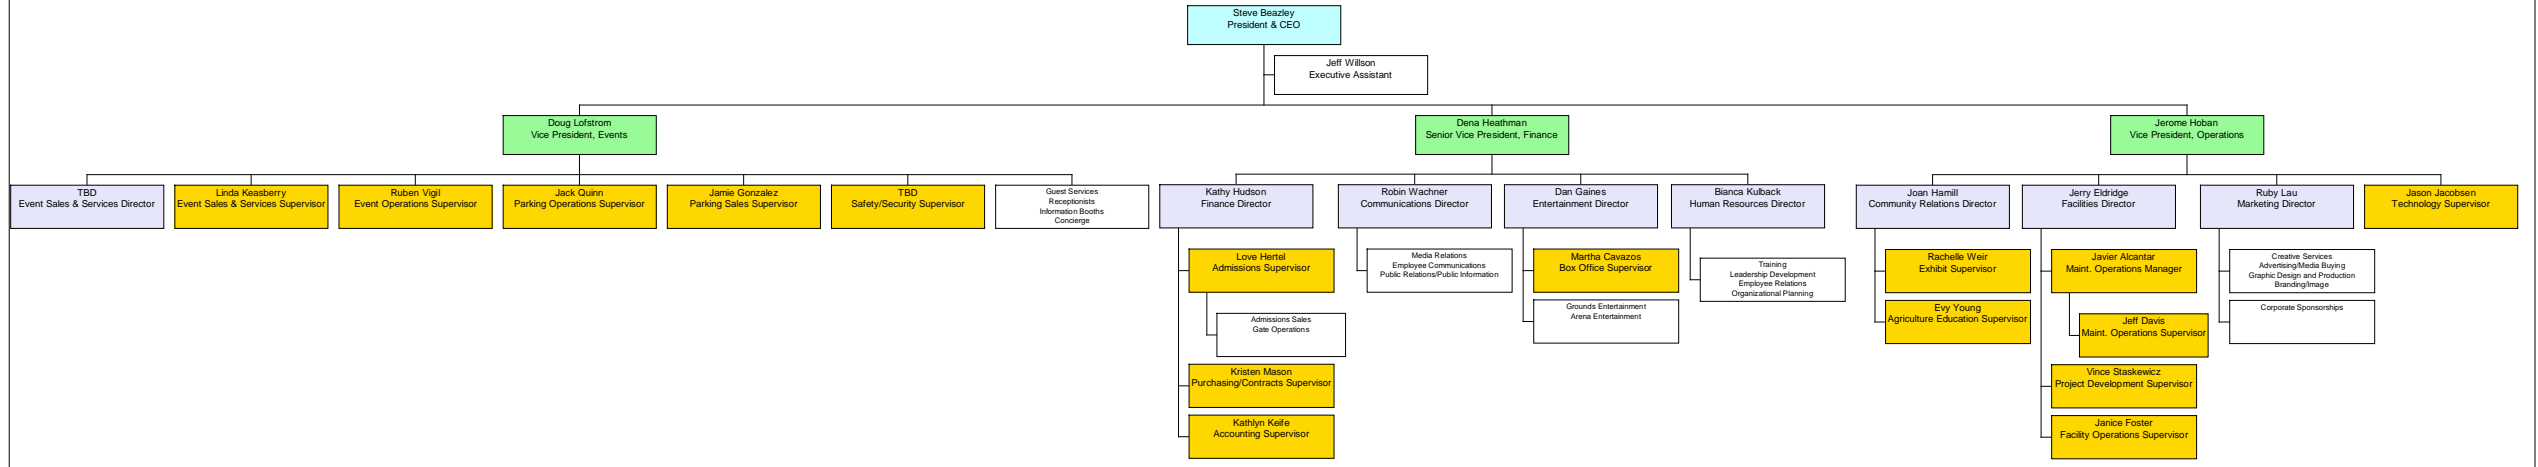 Steve Beazley
President & CEO
Jeff Willson
Executive Assistant
Doug Lofstrom
Vice President, Events
Dena Heathman
Senior Vice President, Finance
Jerome Hoban
Vice President, Operations
TBD
Event Sales & Services Director
Linda Keasberry
Event Sales & Services Supervisor
Ruben Vigil
Event Operations Supervisor
Jack Quinn
Parking Operations Supervisor
Jamie Gonzalez
Parking Sales Supervisor
TBD
Safety/Security Supervisor
Guest Services
Receptionists
Information Booths
Concierge
Kathy Hudson
Finance Director
Robin Wachner
Communications Director
Dan Gaines
Entertainment Director
Bianca Kulback
Human Resources Director
Joan Hamill
Community Relations Director
Jerry Eldridge
Facilities Director
Ruby Lau
Marketing Director
Jason Jacobsen
Technology Supervisor
Love Hertel
Admissions Supervisor
Admissions Sales
Gate Operations
Kristen Mason
Purchasing/Contracts Supervisor
Kathlyn Keife
Accounting Supervisor
Media Relations
Employee Communications
Public Relations/Public Information
Martha Cavazos
Box Office Supervisor
Grounds Entertainment
Arena Entertainment
Training
Leadership Development
Employee Relations
Organizational Planning
Rachelle Weir
Exhibit Supervisor
Evy Young
Agriculture Education Supervisor
Javier Alcantar
Maint. Operations Manager
Jeff Davis
Maint. Operations Supervisor
Vince Staskewicz
Project Development Supervisor
Janice Foster
Facility Operations Supervisor
Creative Services
Advertising/Media Buying
Graphic Design and Production
Branding/Image
Corporate Sponsorships